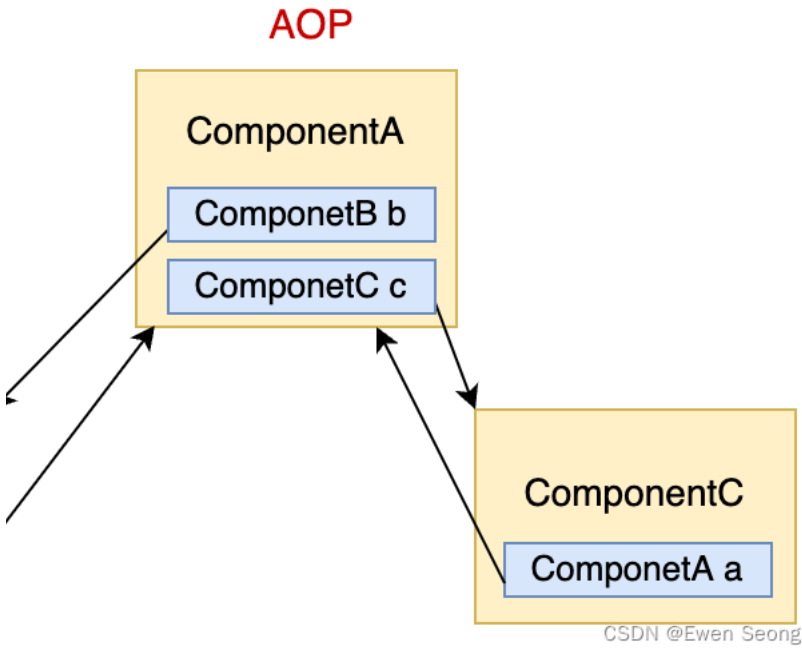 AOP
ComponentA
ComponetB b
ComponetC c
ComponentC
ComponetA a
CSDN @Ewen Seong